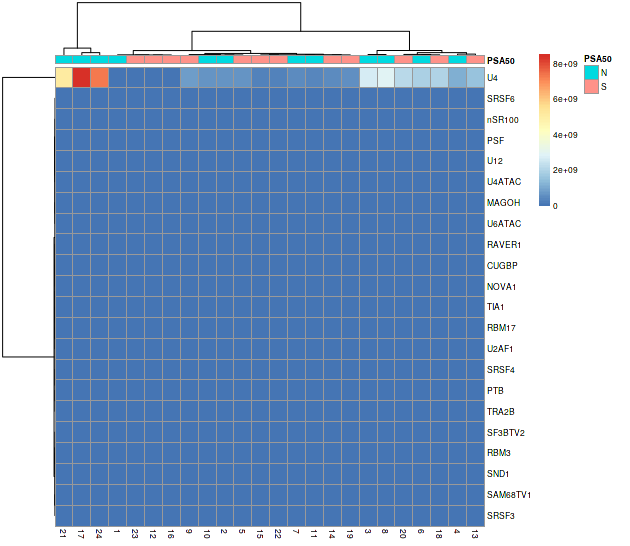 PSA50
U4
SRSF6
nSR100
PSF
U12
U4ATAC
MAGOH
U6ATAC
RAVER1
CUGBP
NOVA1
TIA1
RBM17
U2AF1
SRSF4
PTB
TRA2B
SF3BTV2
RBM3
SND1
SAM68TV1
SRSF3
21 17 24 1 23 12 16 9 10 2 5 15 22 7 11 14 19 3 8 20 6 18 4 13
8e+09
6e+09
4e+09
2e+09
0
PSA50
N
S